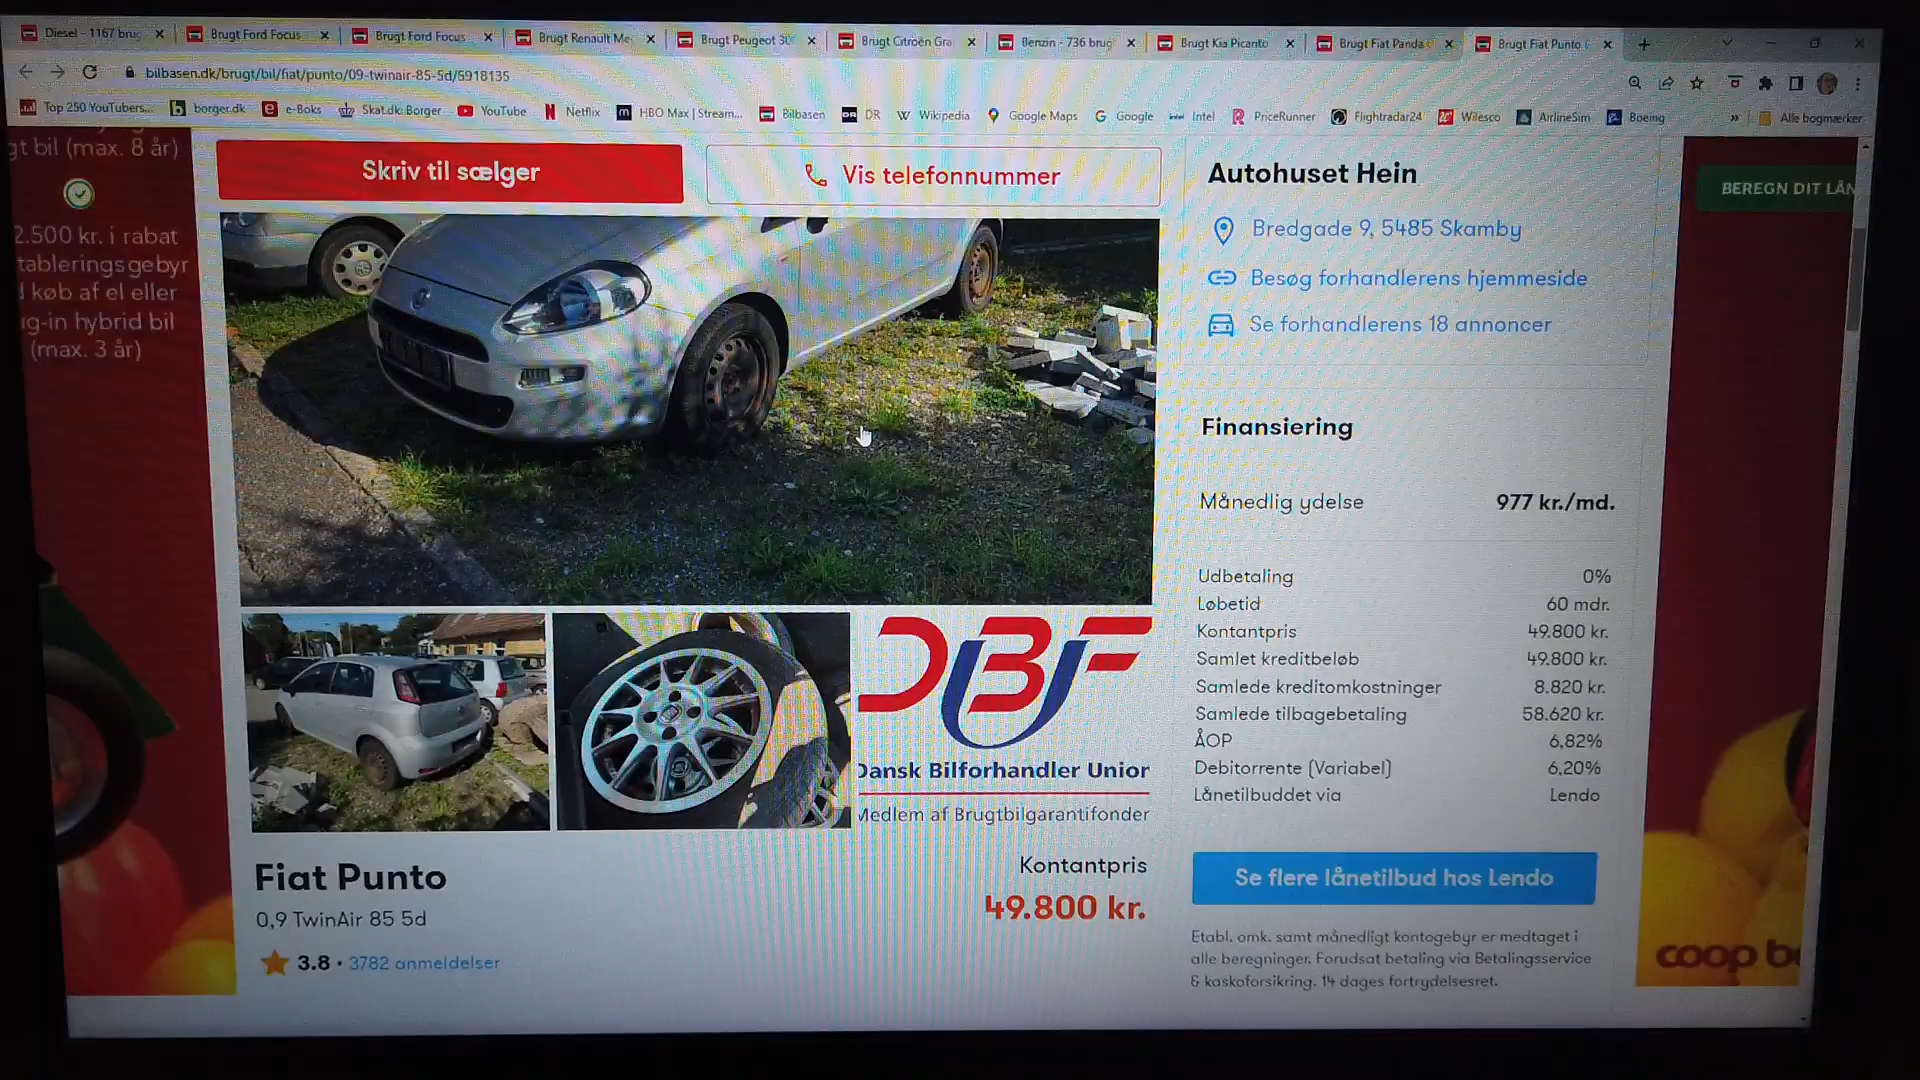 Diesel - 1167 brug
Brugt Ford Focus
Brugt Ford Focus
Brugt Renault Me
Brugt Peugeot 30
Brugt Citroën Gra
Benzin - 736 brug
Brugt Kia Picanto
Brugt Fiat Panda
Brugt Fiat Punto
bilbasen.dk/brugt/bil/fiat/punto/09-twinair-85-5d/5918135
Top 250 YouTubers...
borger.dk
e-Boks
Skat.dk: Borger
YouTube
Netflix
HBO Max | Stream...
Bilbasen
DR
Wikipedia
Google Maps
Google
Intel
PriceRunner
Flightradar24
Wilesco
AirlineSim
Boeing
»
Alle bogmærker
gt bil (max. 8 år)
2.500 kr. i rabat
tableringsgebyr
d køb af el eller
ug-in hybrid bil
(max. 3 år)
Skriv til sælger
Vis telefonnummer
Autohuset Hein
Bredgade 9, 5485 Skamby
Besøg forhandlerens hjemmeside
Se forhandlerens 18 annoncer
BEREGN DIT LÅN
Finansiering
Månedlig ydelse 977 kr./md.
Udbetaling 0%
Løbetid 60 mdr.
Kontantpris 49.800 kr.
Samlet kreditbeløb 49.800 kr.
Samlede kreditomkostninger 8.820 kr.
Samlede tilbagebetaling 58.620 kr.
ÅOP 6,82%
Debitorrente (Variabel) 6,20%
Lånetilbuddet via Lendo
Se flere lånetilbud hos Lendo
Etabl. omk. samt månedligt kontogebyr er medtaget i
alle beregninger. Forudsat betaling via Betalingsservice
& kaskoforsikring. 14 dages fortrydelsesret.
DBF
Dansk Bilforhandler Union
Medlem af Brugtbilgarantifonden
Fiat Punto
0,9 TwinAir 85 5d
3.8 • 3782 anmeldelser
Kontantpris
49.800 kr.
coop b